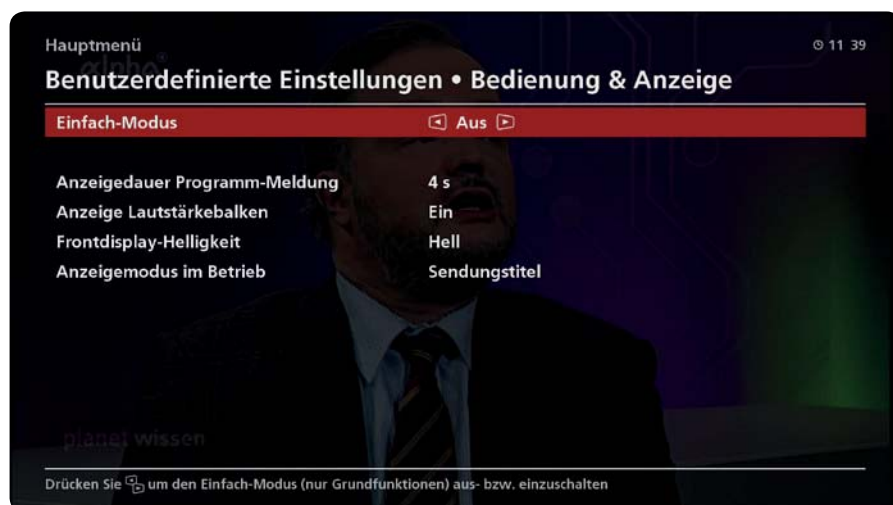 Hauptmenü
11 39
alpha
Benutzerdefinierte Einstellungen • Bedienung & Anzeige
Einfach-Modus Aus
Anzeigedauer Programm-Meldung 4 s
Anzeige Lautstärkebalken Ein
Frontdisplay-Helligkeit Hell
Anzeigemodus im Betrieb Sendungstitel
planet wissen
Drücken Sie um den Einfach-Modus (nur Grundfunktionen) aus- bzw. einzuschalten